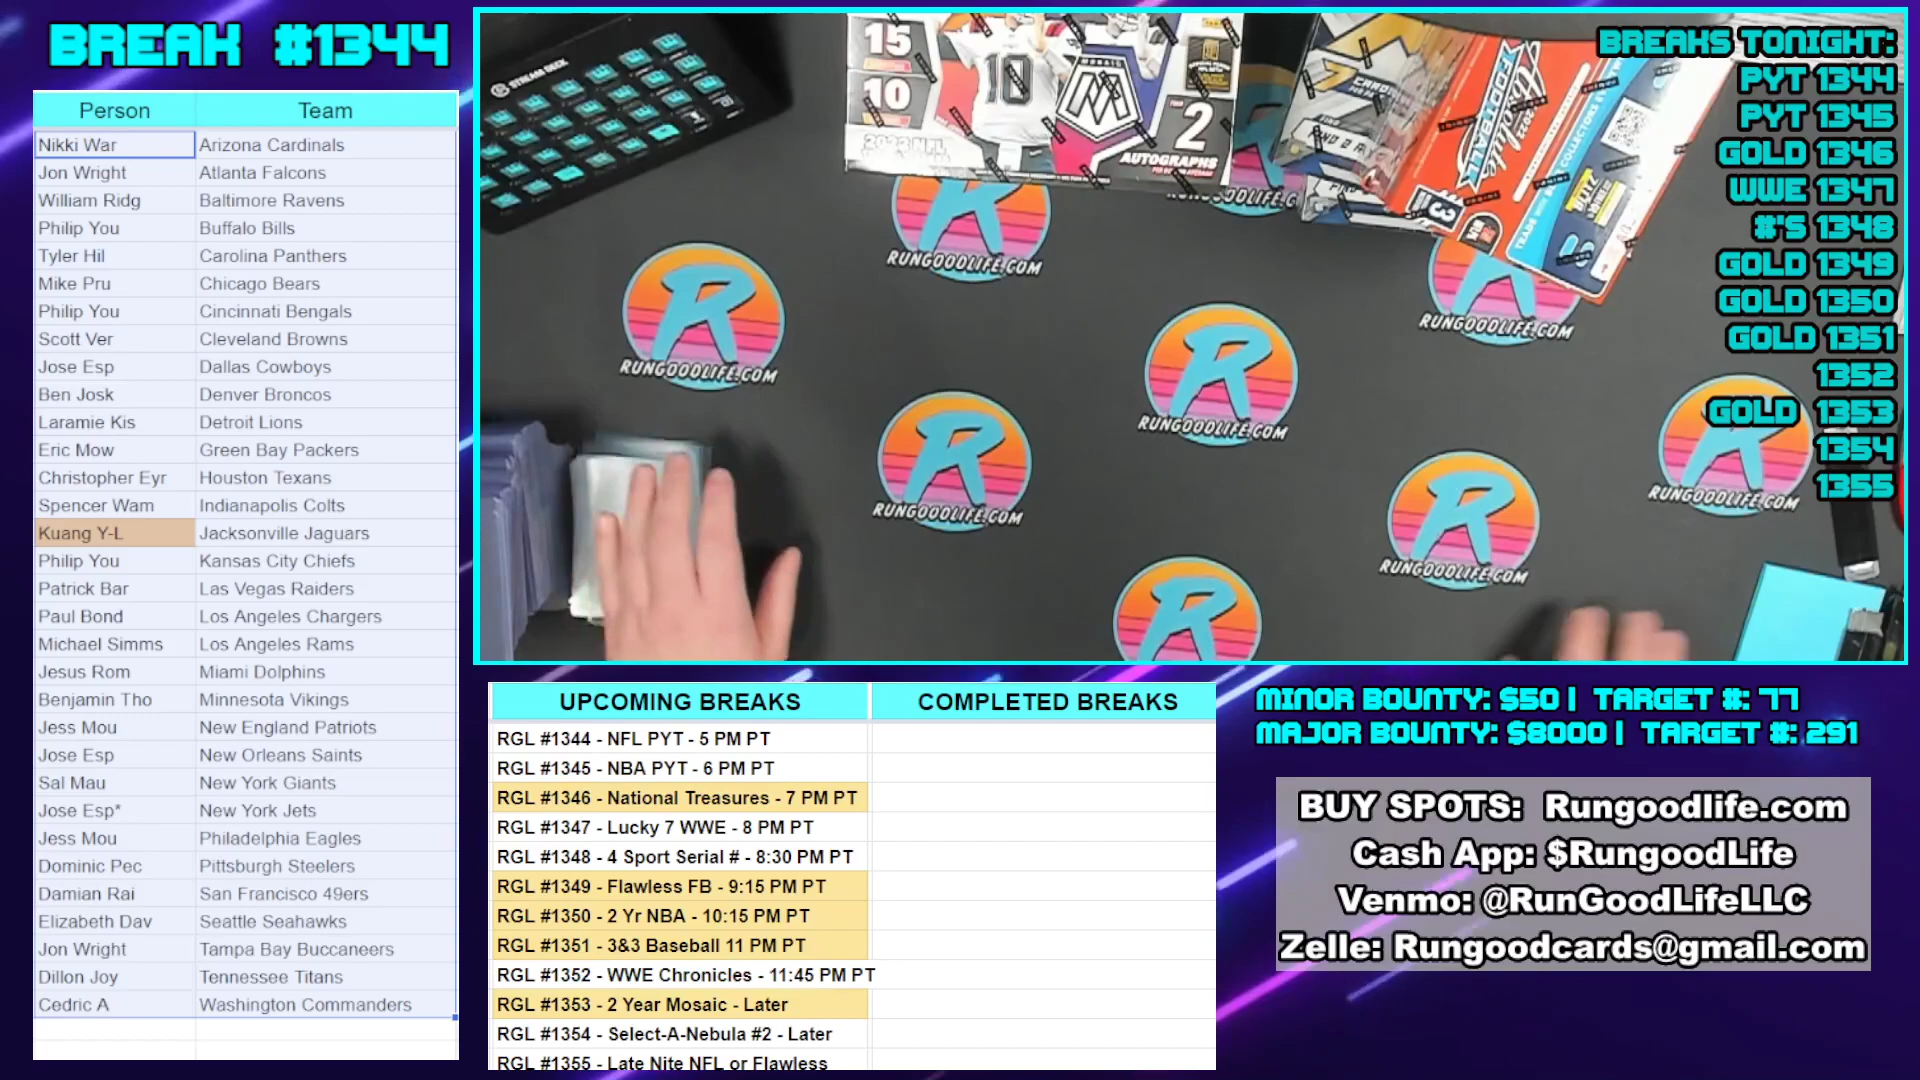 BREAK #1344
Person Team
Nikki War Arizona Cardinals
Jon Wright Atlanta Falcons
William Ridg Baltimore Ravens
Philip You Buffalo Bills
Tyler Hil Carolina Panthers
Mike Pru Chicago Bears
Philip You Cincinnati Bengals
Scott Ver Cleveland Browns
Jose Esp Dallas Cowboys
Ben Josk Denver Broncos
Laramie Kis Detroit Lions
Eric Mow Green Bay Packers
Christopher Eyr Houston Texans
Spencer Wam Indianapolis Colts
Kuang Y-L Jacksonville Jaguars
Philip You Kansas City Chiefs
Patrick Bar Las Vegas Raiders
Paul Bond Los Angeles Chargers
Michael Simms Los Angeles Rams
Jesus Rom Miami Dolphins
Benjamin Tho Minnesota Vikings
Jess Mou New England Patriots
Jose Esp New Orleans Saints
Sal Mau New York Giants
Jose Esp* New York Jets
Jess Mou Philadelphia Eagles
Dominic Pec Pittsburgh Steelers
Damian Rai San Francisco 49ers
Elizabeth Dav Seattle Seahawks
Jon Wright Tampa Bay Buccaneers
Dillon Joy Tennessee Titans
Cedric A Washington Commanders
STREAM DECK
15
10
10
MOSAIC
2
AUTOGRAPHS
2022 NFL
2022
Absolute
FOOTBALL
COLLECTORS
BLITZ
3
RUNGOODLIFE.COM
RUNGOODLIFE.COM
RUNGOODLIFE.COM
RUNGOODLIFE.COM
RUNGOODLIFE.COM
RUNGOODLIFE.COM
RUNGOODLIFE.COM
BREAKS TONIGHT:
PYT 1344
PYT 1345
GOLD 1346
WWE 1347
#'S 1348
GOLD 1349
GOLD 1350
GOLD 1351
1352
GOLD 1353
1354
1355
UPCOMING BREAKS COMPLETED BREAKS
RGL #1344 - NFL PYT - 5 PM PT
RGL #1345 - NBA PYT - 6 PM PT
RGL #1346 - National Treasures - 7 PM PT
RGL #1347 - Lucky 7 WWE - 8 PM PT
RGL #1348 - 4 Sport Serial # - 8:30 PM PT
RGL #1349 - Flawless FB - 9:15 PM PT
RGL #1350 - 2 Yr NBA - 10:15 PM PT
RGL #1351 - 3&3 Baseball 11 PM PT
RGL #1352 - WWE Chronicles - 11:45 PM PT
RGL #1353 - 2 Year Mosaic - Later
RGL #1354 - Select-A-Nebula #2 - Later
RGL #1355 - Late Nite NFL or Flawless
MINOR BOUNTY: $50 | TARGET #: 77
MAJOR BOUNTY: $8000 | TARGET #: 291
BUY SPOTS: Rungoodlife.com
Cash App: $RungoodLife
Venmo: @RunGoodLifeLLC
Zelle: Rungoodcards@gmail.com